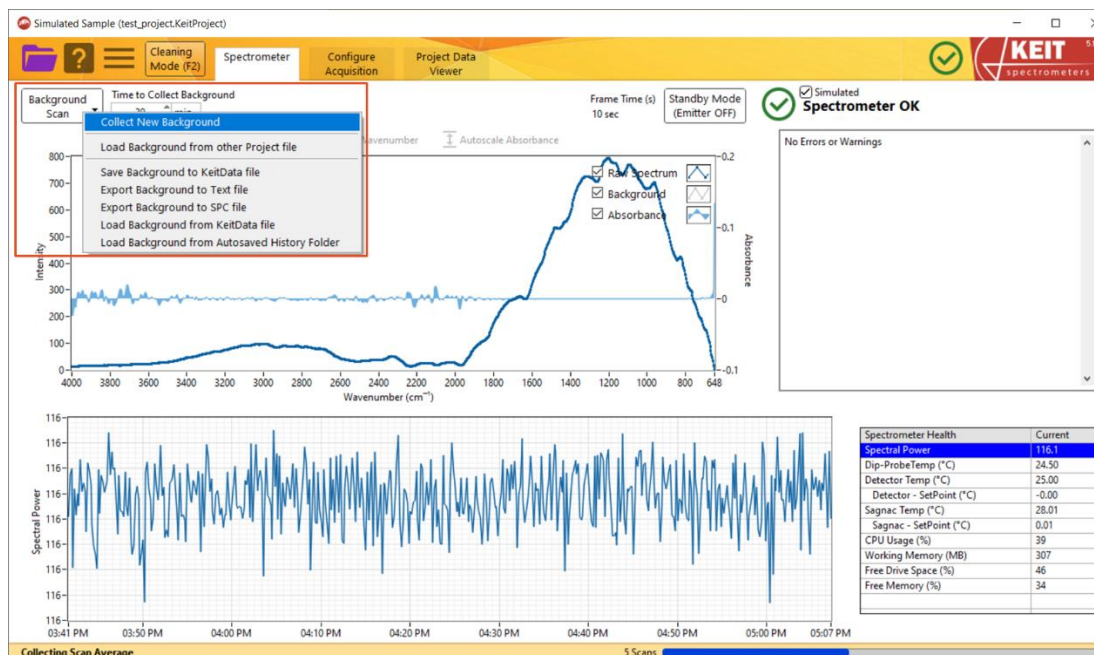 Simulated Sample (test_project.KeitProject)
Cleaning
Mode (F2)
Spectrometer
Configure
Acquisition
Project Data
Viewer
KEIT
spectrometers
Background
Scan
Time to Collect Background
Frame Time (s)
10 sec
Standby Mode
(Emitter OFF)
Simulated
Spectrometer OK
Collect New Background
Load Background from other Project file
Save Background to KeitData file
Export Background to Text file
Export Background to SPC file
Load Background from KeitData file
Load Background from Autosaved History Folder
Autoscale Absorbance
No Errors or Warnings
Raw Spectrum
Background
Absorbance
800
700
600
500
400
300
200
100
0
Intensity
0.2
-0.1
0
-0.1
Absorbance
4000 3800 3600 3400 3200 3000 2800 2600 2400 2200 2000 1800 1600 1400 1200 1000 800 648
Wavenumber (cm⁻¹)
116
116
116
116
116
116
116
116
116
Spectral Power
03:41 PM 03:50 PM 04:00 PM 04:10 PM 04:20 PM 04:30 PM 04:40 PM 04:50 PM 05:00 PM 05:07 PM
Spectrometer Health Current
Spectral Power 116.1
Dip-ProbeTemp (°C) 24.50
Detector Temp (°C) 25.00
Detector - SetPoint (°C) -0.00
Sagnac Temp (°C) 28.01
Sagnac - SetPoint (°C) 0.01
CPU Usage (%) 39
Working Memory (MB) 307
Free Drive Space (%) 46
Free Memory (%) 34
Collecting Scan Average
5 Scans